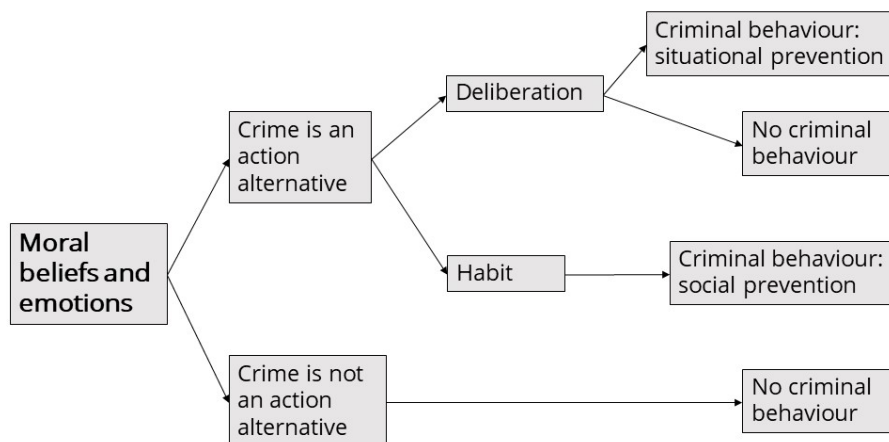 Criminal behaviour:
situational prevention
Deliberation
No criminal
behaviour
Crime is an
action
alternative
Moral
beliefs and
emotions
Habit
Criminal behaviour:
social prevention
Crime is not
an action
alternative
No criminal
behaviour